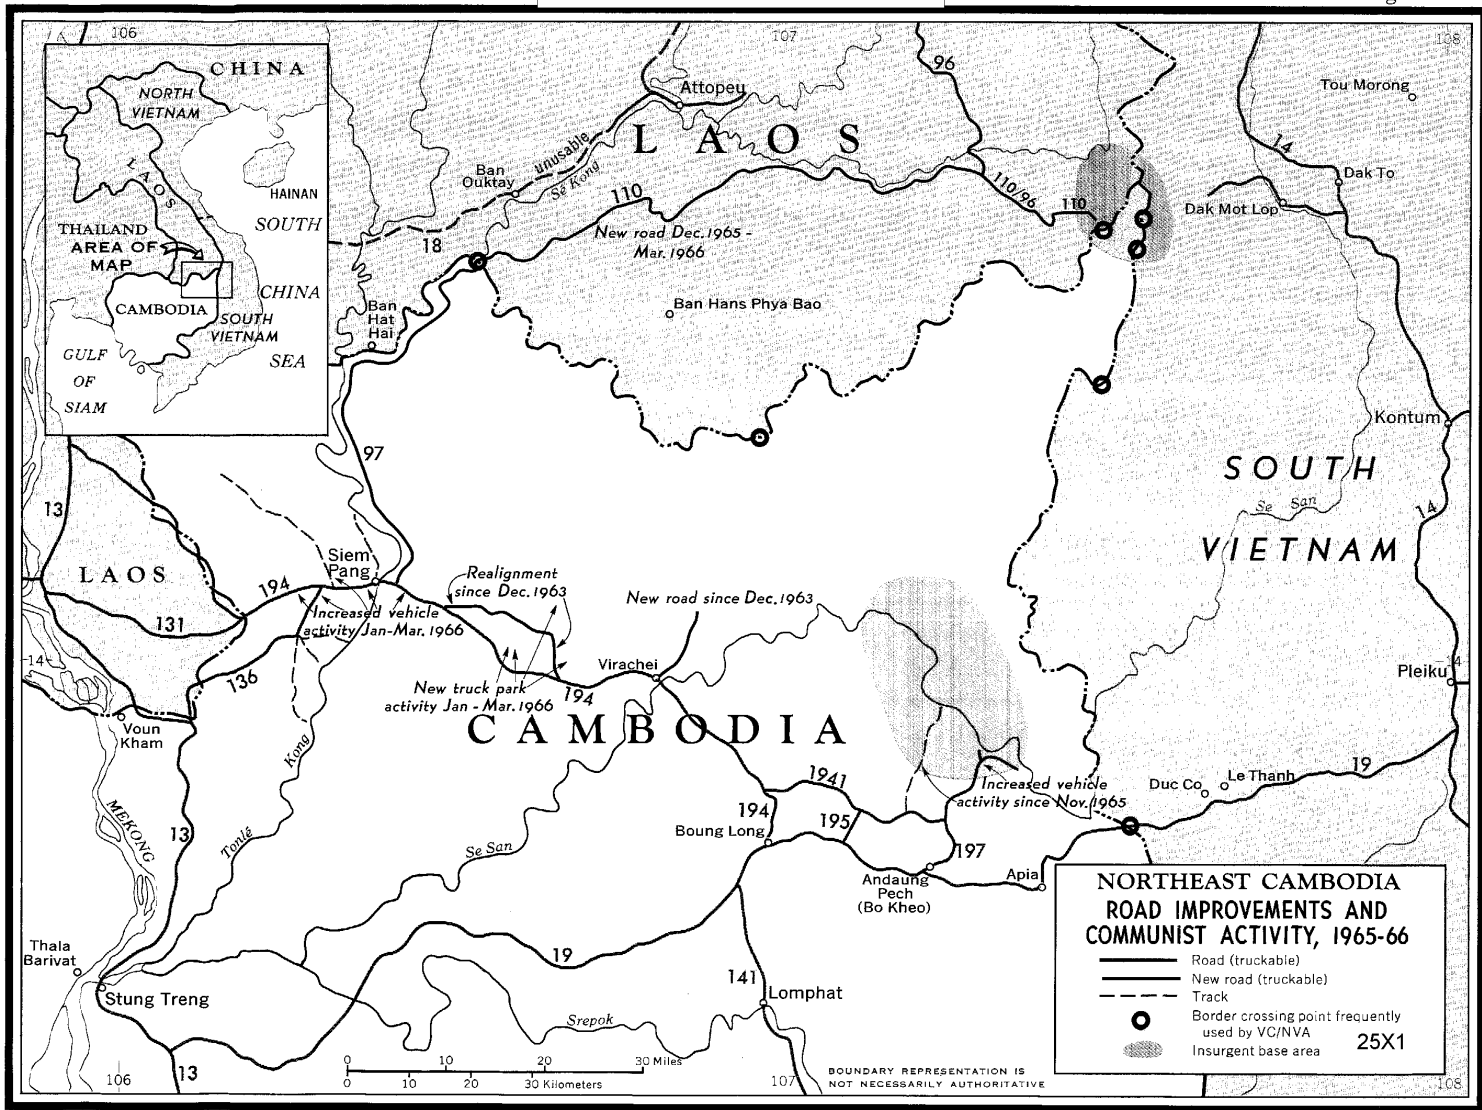 106
107
108
CHINA
NORTH
VIETNAM
LAOS
HAINAN
THAILAND
AREA OF
MAP
SOUTH
CHINA
SEA
CAMBODIA
SOUTH
VIETNAM
GULF
OF
SIAM
Attopeu
96
Tou Morong
LAOS
unusable
Sé Kong
Ban
Ouktay
14
Dak To
110/96
110
110
Dak Mot Lop
18
New road Dec. 1965 -
Mar. 1966
Ban
Hat
Hai
Ban Hans Phya Bao
Kontum
97
SOUTH
VIETNAM
Se San
14
13
LAOS
Siem
Pang
194
Realignment
since Dec. 1963
New road since Dec. 1963
Increased vehicle
activity Jan-Mar. 1966
131
14
14
136
Virachei
Pleiku
New truck park
activity Jan - Mar. 1966
194
CAMBODIA
Voun
Kham
Kong
19
1941
Increased vehicle
activity since Nov. 1965
Duc Co
Le Thanh
MEKONG
13
Tonlé
194
195
Boung Long
Se San
197
Andaung
Pech
(Bo Kheo)
Apia
Thala
Barivat
19
141
Stung Treng
Lomphat
Srepok
13
0 10 20 30 Miles
0 10 20 30 Kilometers
BOUNDARY REPRESENTATION IS
NOT NECESSARILY AUTHORITATIVE
NORTHEAST CAMBODIA
ROAD IMPROVEMENTS AND
COMMUNIST ACTIVITY, 1965-66
Road (truckable)
New road (truckable)
Track
Border crossing point frequently
used by VC/NVA
Insurgent base area
25X1
106
107
108